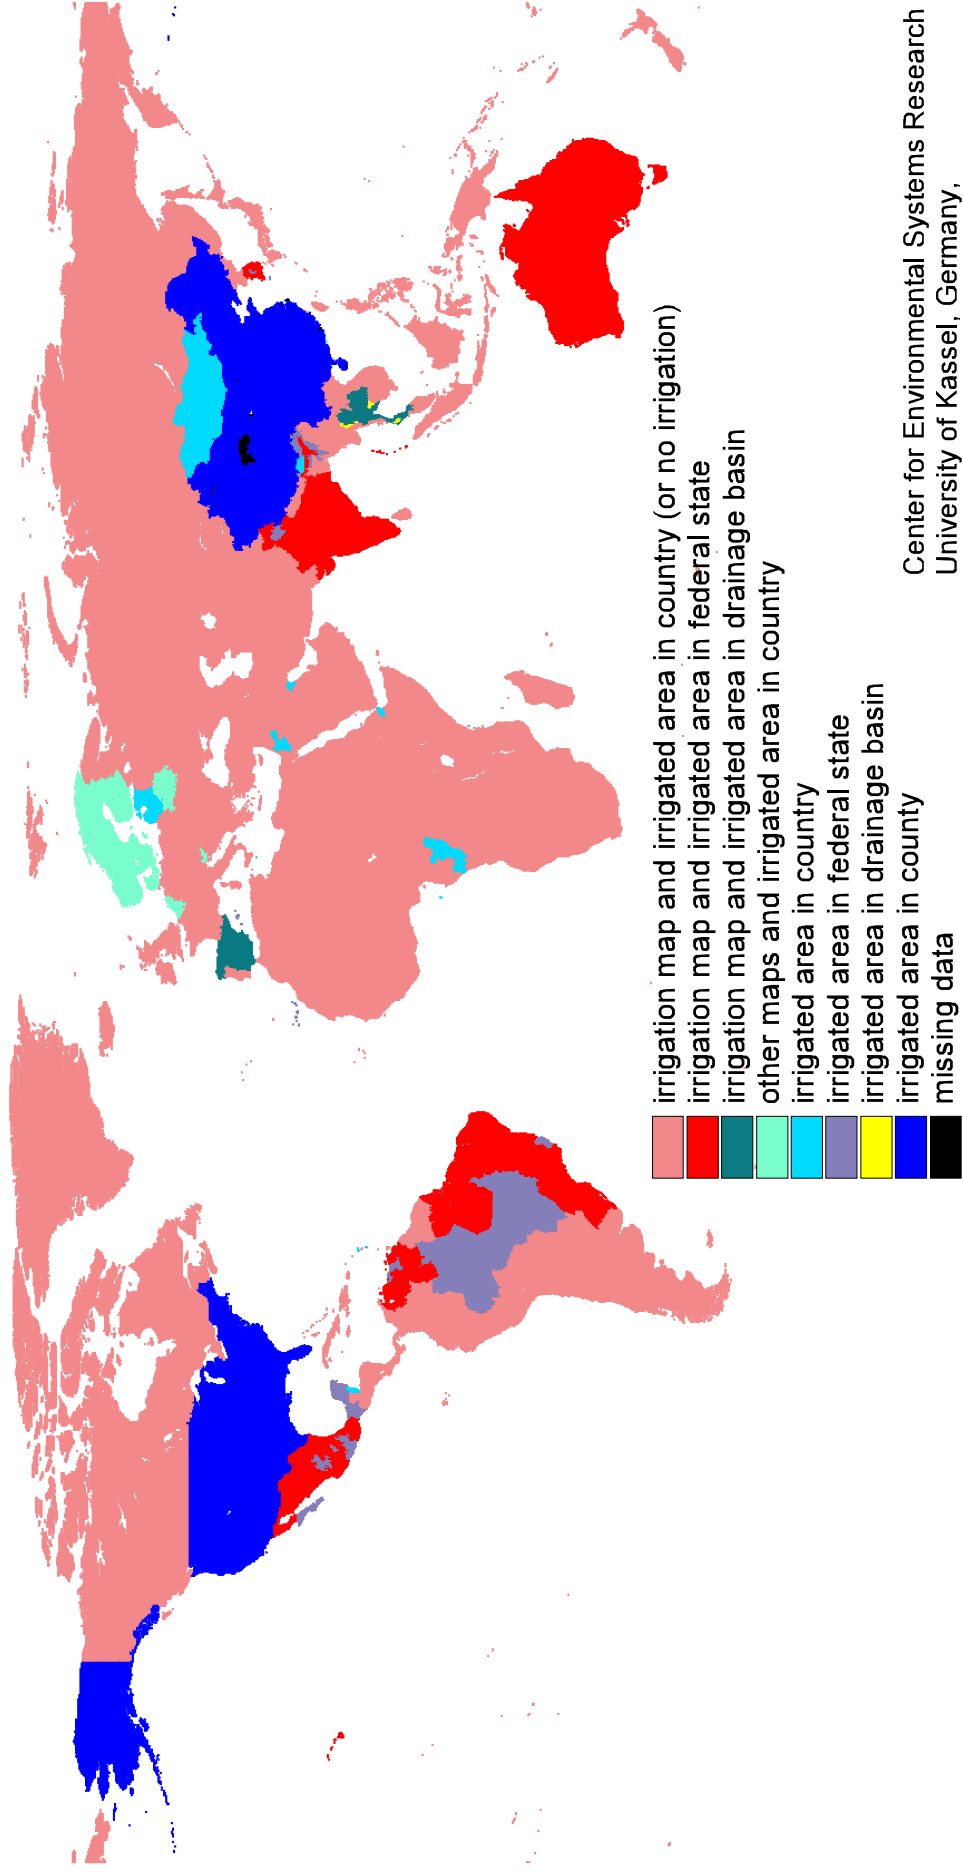 irrigation map and irrigated area in country (or no irrigation)
irrigation map and irrigated area in federal state
irrigation map and irrigated area in drainage basin
other maps and irrigated area in country
irrigated area in country
irrigated area in federal state
irrigated area in drainage basin
irrigated area in county
missing data
Center for Environmental Systems Research
University of Kassel, Germany,